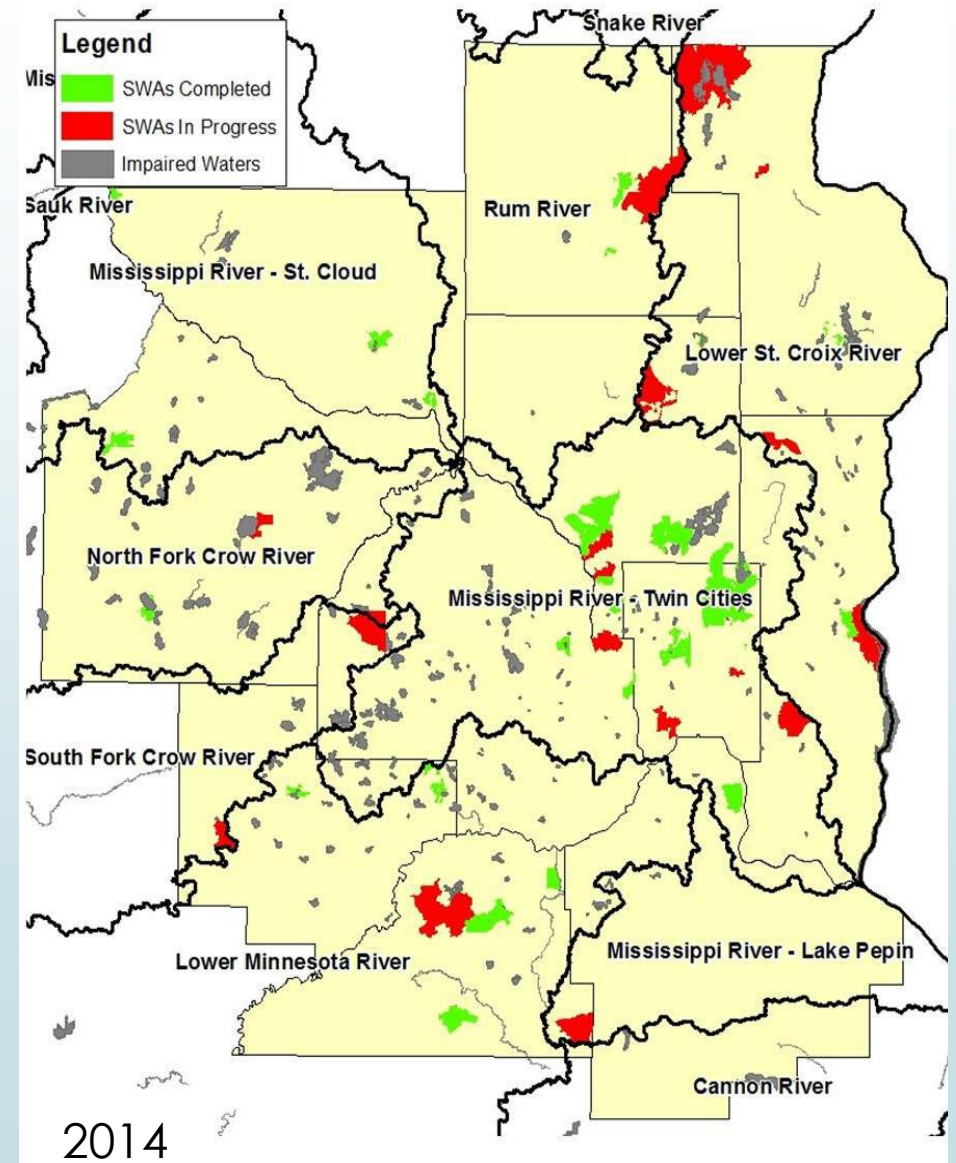 Snake River
Legend
Mis
SWAs Completed
SWAs In Progress
Impaired Waters
Sauk River
Rum River
Mississippi River - St. Cloud
Lower St. Croix River
North Fork Crow River
Mississippi River - Twin Cities
South Fork Crow River
Mississippi River - Lake Pepin
Lower Minnesota River
Cannon River
2014